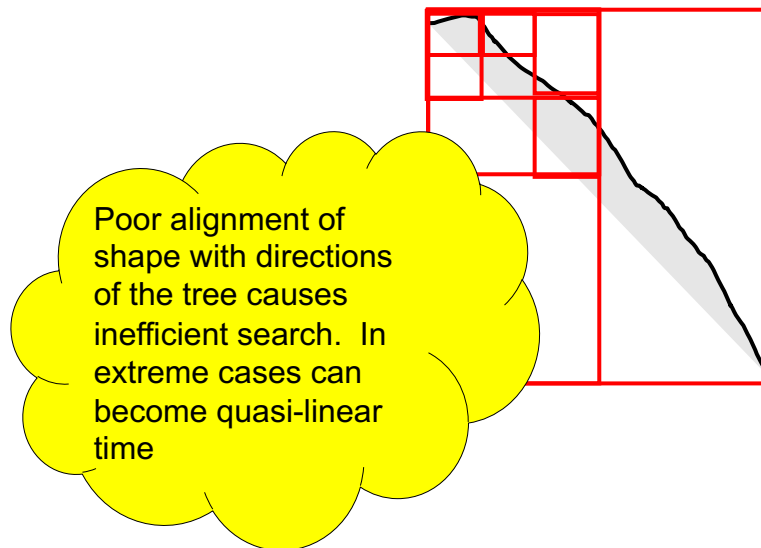 Poor alignment of
shape with directions
of the tree causes
inefficient search.  In
extreme cases can
become quasi-linear
time